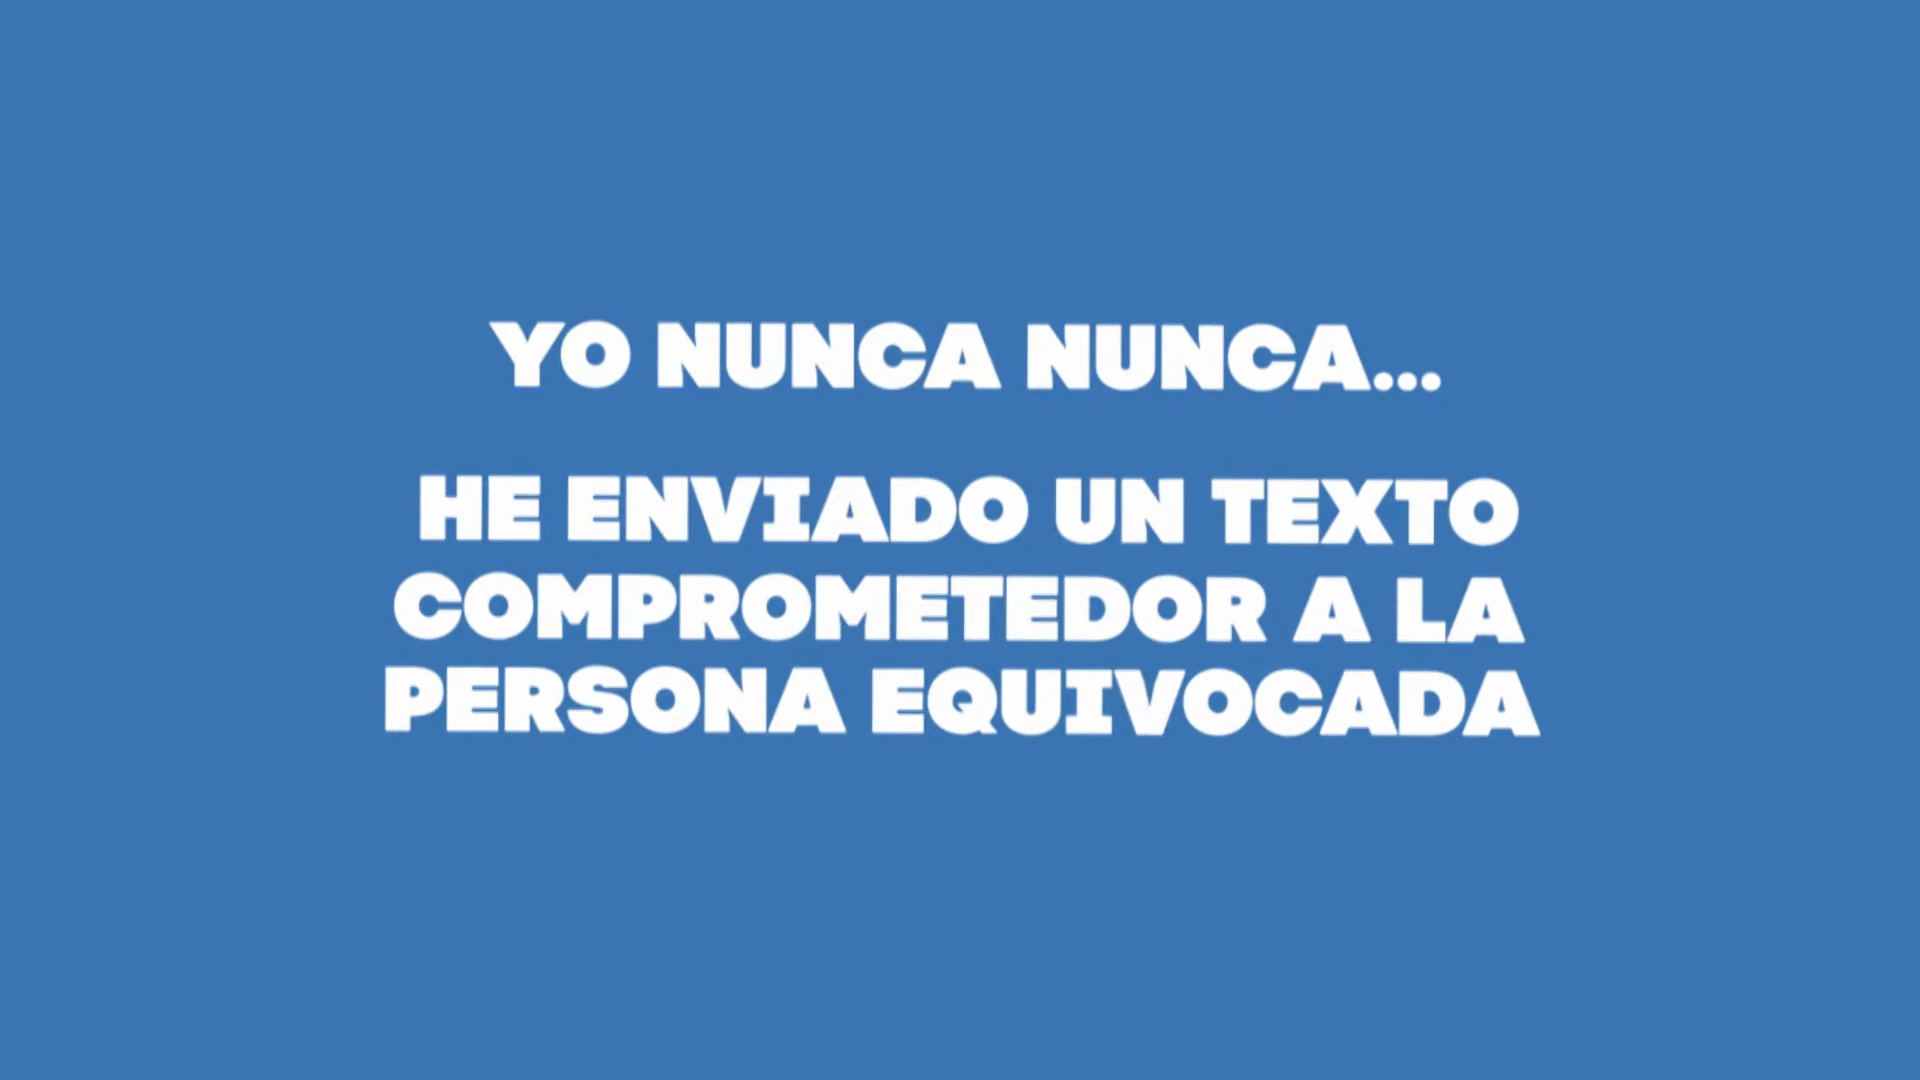 YO NUNCA NUNCA...
HE ENVIADO UN TEXTO
COMPROMETEDOR A LA
PERSONA EQUIVOCADA